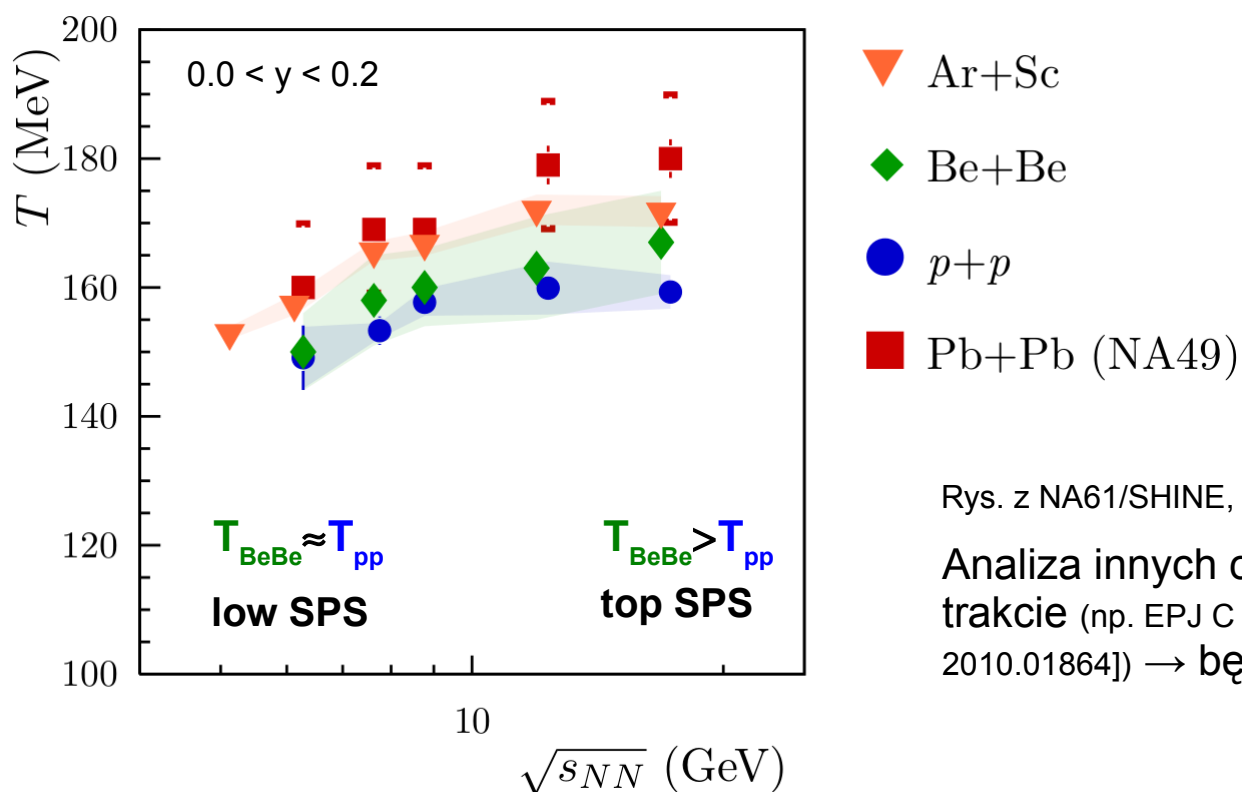 200
180
160
140
120
100
T (MeV)
0.0 < y < 0.2
T_BeBe ≈ T_pp
low SPS
T_BeBe > T_pp
top SPS
10
√s_NN (GeV)
Ar+Sc
Be+Be
p+p
Pb+Pb (NA49)
Rys. z NA61/SHINE,
Analiza innych
trakcie (np. EPJ C
2010.01864]) →